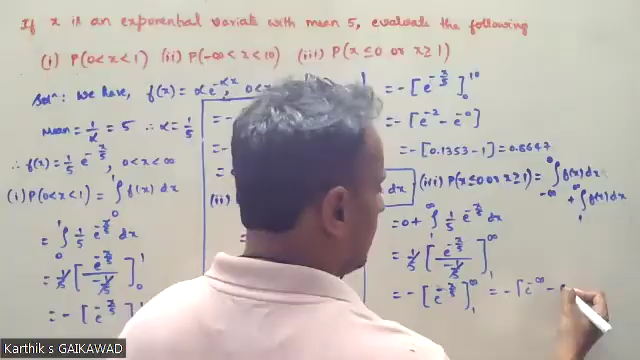 If x is an exponential variate with mean 5, evaluate the following
(i) P(0<x<1) (ii) P(-∞<x<10) (iii) P(x≤0 or x≥1)
Solⁿ: We have, f(x) = αe^{-αx}, 0<x
Mean = 1/α = 5 ∴ α = 1/5
∴ f(x) = 1/5 e^{-x/5}, 0<x<∞
(i) P(0<x<1) = ∫₀¹ f(x) dx
= ∫₀¹ 1/5 e^{-x/5} dx
= 1/5 [e^{-x/5} / -1/5]₀¹
= -[e^{-x/5}]¹
= -
= -
(ii)
dx
= -[e^{-x/5}]₀¹⁰
= -[e^{-2} - e^{-0}]
= -[0.1353 - 1] = 0.8647
(iii) P(x≤0 or x≥1) = ∫_{-∞}^0 f(x) dx
+ ∫₁^∞ f(x) dx
= 0 + ∫₁^∞ 1/5 e^{-x/5} dx
= 1/5 [e^{-x/5} / -1/5]₁^∞
= -[e^{-x/5}]₁^∞ = -[e^{-∞} - e
Karthik s GAIKAWAD